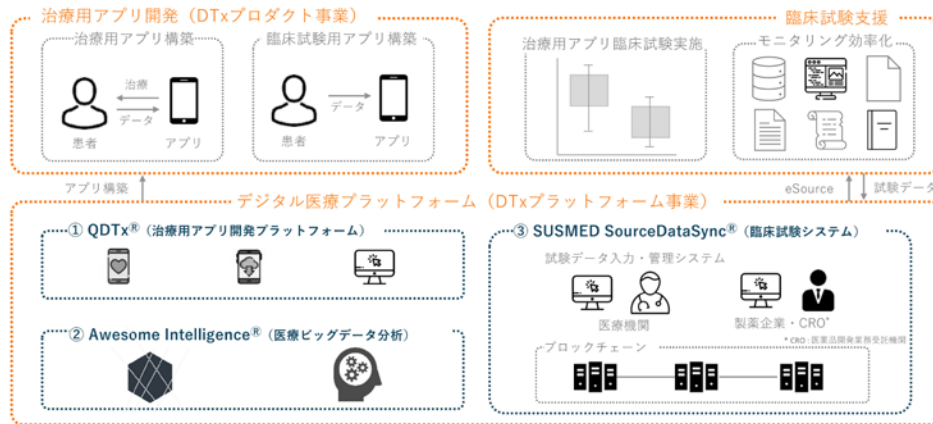 治療用アプリ開発（DTxプロダクト事業）
治療用アプリ構築
治療
データ
患者
アプリ
臨床試験用アプリ構築
データ
患者
アプリ
臨床試験支援
治療用アプリ臨床試験実施
モニタリング効率化
アプリ構築
eSource
試験データ
デジタル医療プラットフォーム（DTxプラットフォーム事業）
① QDTx®（治療用アプリ開発プラットフォーム）
② Awesome Intelligence®（医療ビッグデータ分析）
③ SUSMED SourceDataSync®（臨床試験システム）
試験データ入力・管理システム
医療機関
製薬企業・CRO*
* CRO：医薬品開発業務受託機関
ブロックチェーン